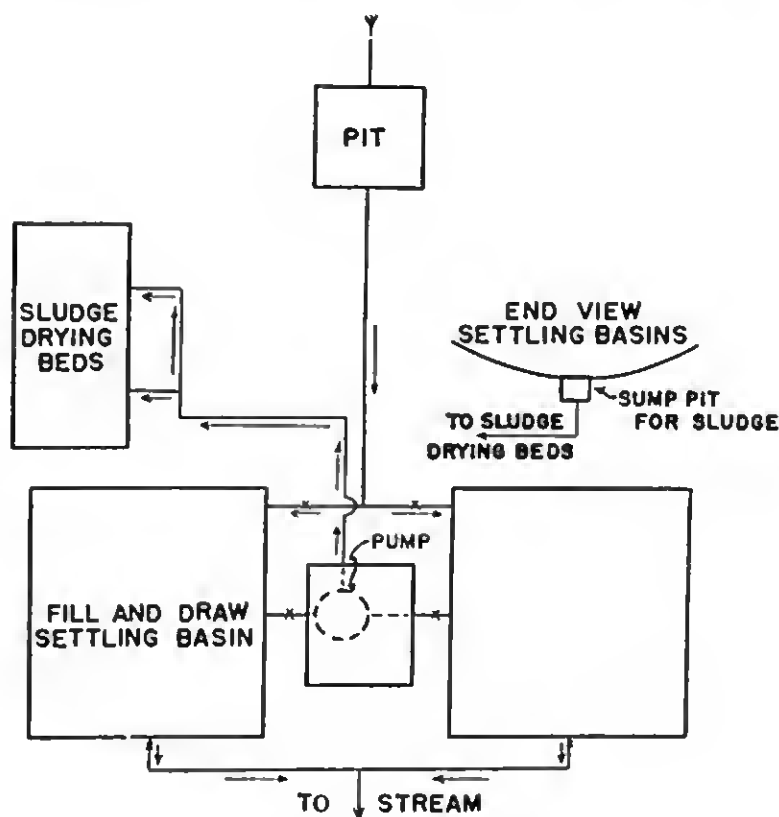 PIT
SLUDGE
DRYING
BEDS
END VIEW
SETTLING BASINS
SUMP PIT
FOR SLUDGE
TO SLUDGE
DRYING BEDS
PUMP
FILL AND DRAW
SETTLING BASIN
TO STREAM